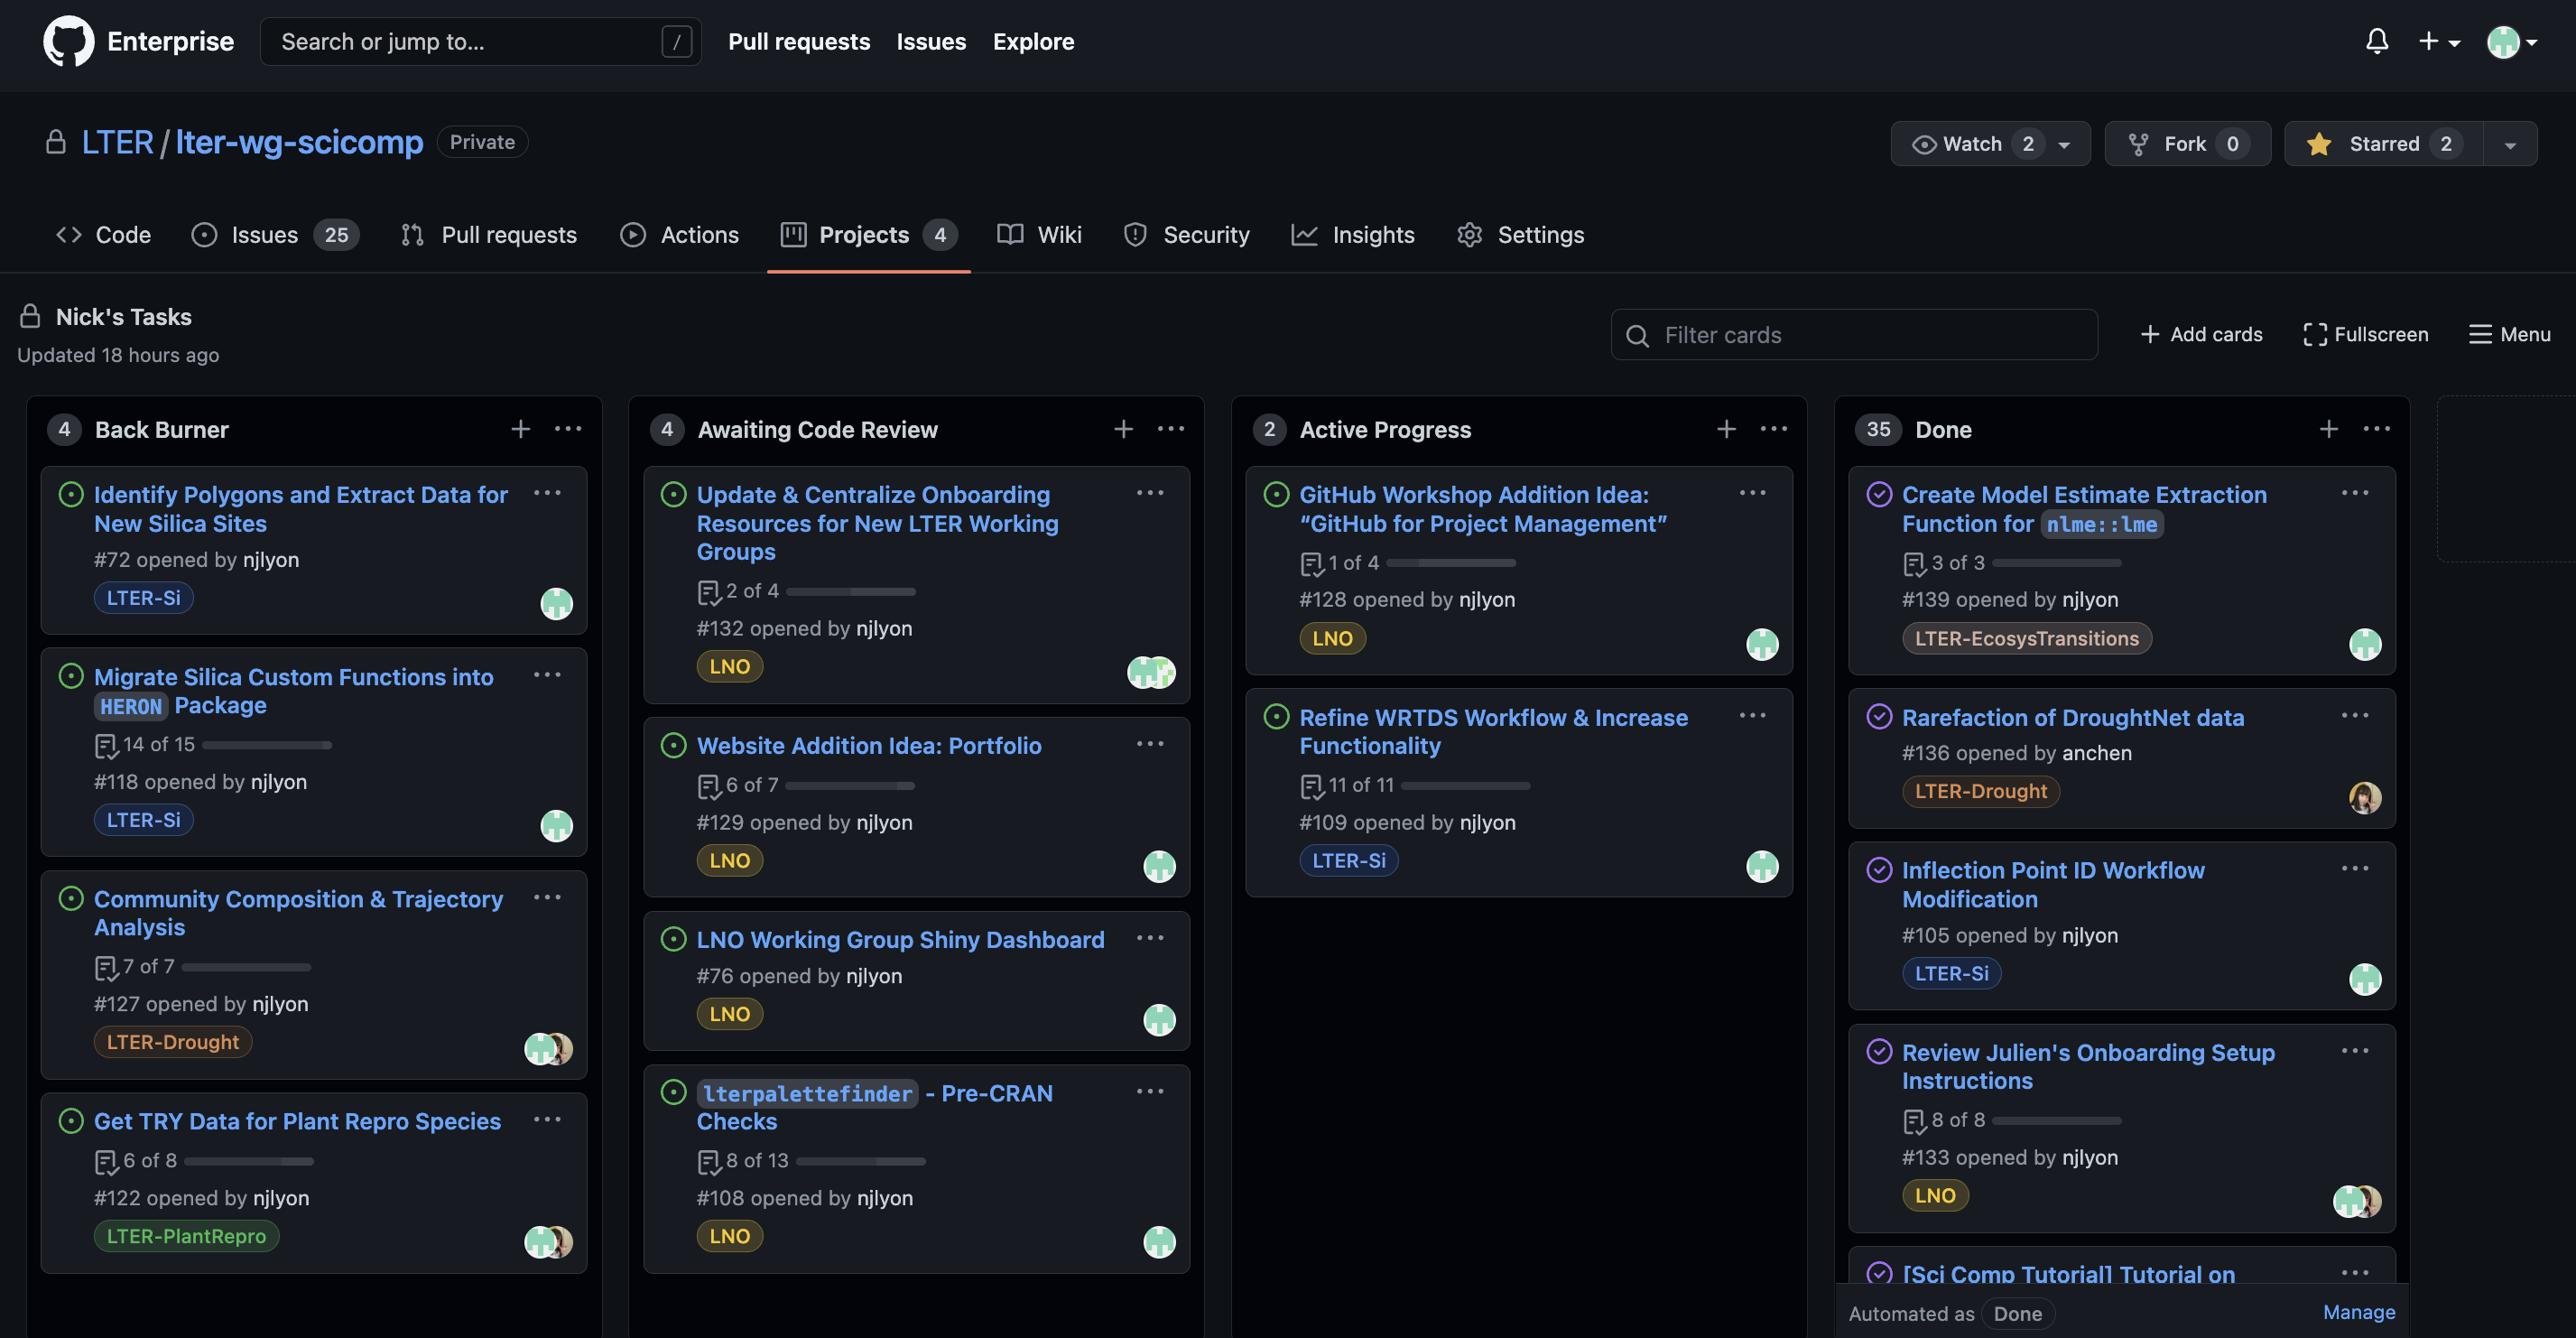 Enterprise
Search or jump to...
/
Pull requests
Issues
Explore
LTER / lter-wg-scicomp
Private
Watch 2
Fork 0
Starred 2
Code
Issues 25
Pull requests
Actions
Projects 4
Wiki
Security
Insights
Settings
Nick's Tasks
Updated 18 hours ago
Filter cards
Add cards
Fullscreen
Menu
4 Back Burner
Identify Polygons and Extract Data for
New Silica Sites
#72 opened by njlyon
LTER-Si
Migrate Silica Custom Functions into
HERON Package
14 of 15
#118 opened by njlyon
LTER-Si
Community Composition & Trajectory
Analysis
7 of 7
#127 opened by njlyon
LTER-Drought
Get TRY Data for Plant Repro Species
6 of 8
#122 opened by njlyon
LTER-PlantRepro
4 Awaiting Code Review
Update & Centralize Onboarding
Resources for New LTER Working
Groups
2 of 4
#132 opened by njlyon
LNO
Website Addition Idea: Portfolio
6 of 7
#129 opened by njlyon
LNO
LNO Working Group Shiny Dashboard
#76 opened by njlyon
LNO
lterpalettefinder - Pre-CRAN
Checks
8 of 13
#108 opened by njlyon
LNO
2 Active Progress
GitHub Workshop Addition Idea:
“GitHub for Project Management”
1 of 4
#128 opened by njlyon
LNO
Refine WRTDS Workflow & Increase
Functionality
11 of 11
#109 opened by njlyon
LTER-Si
35 Done
Create Model Estimate Extraction
Function for nlme::lme
3 of 3
#139 opened by njlyon
LTER-EcosysTransitions
Rarefaction of DroughtNet data
#136 opened by anchen
LTER-Drought
Inflection Point ID Workflow
Modification
#105 opened by njlyon
LTER-Si
Review Julien's Onboarding Setup
Instructions
8 of 8
#133 opened by njlyon
LNO
[Sci Comp Tutorial] Tutorial on
Automated as Done
Manage